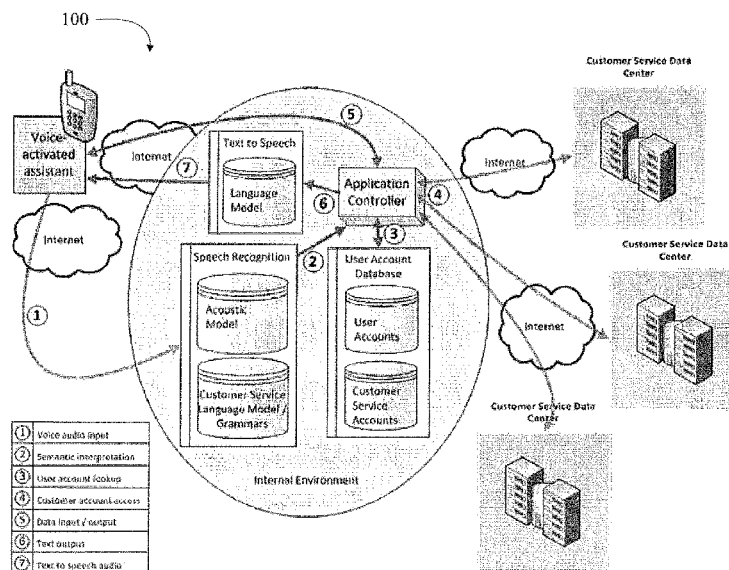 100
Customer Service Data
Center
Voice-
activated
assistant
Internet
5
7
Text to Speech
Language
Model
6
Application
Controller
4
Internet
Internet
2
3
Speech Recognition
Acoustic
Model
Customer Service
Language Model /
Grammars
User Account
Database
User
Accounts
Customer
Service
Accounts
Customer Service Data
Center
Internet
1
Customer Service Data
Center
Internal Environment
1 Voice audio input
2 Semantic interpretation
3 User account lookup
4 Customer account access
5 Data input / output
6 Text output
7 Text to speech audio